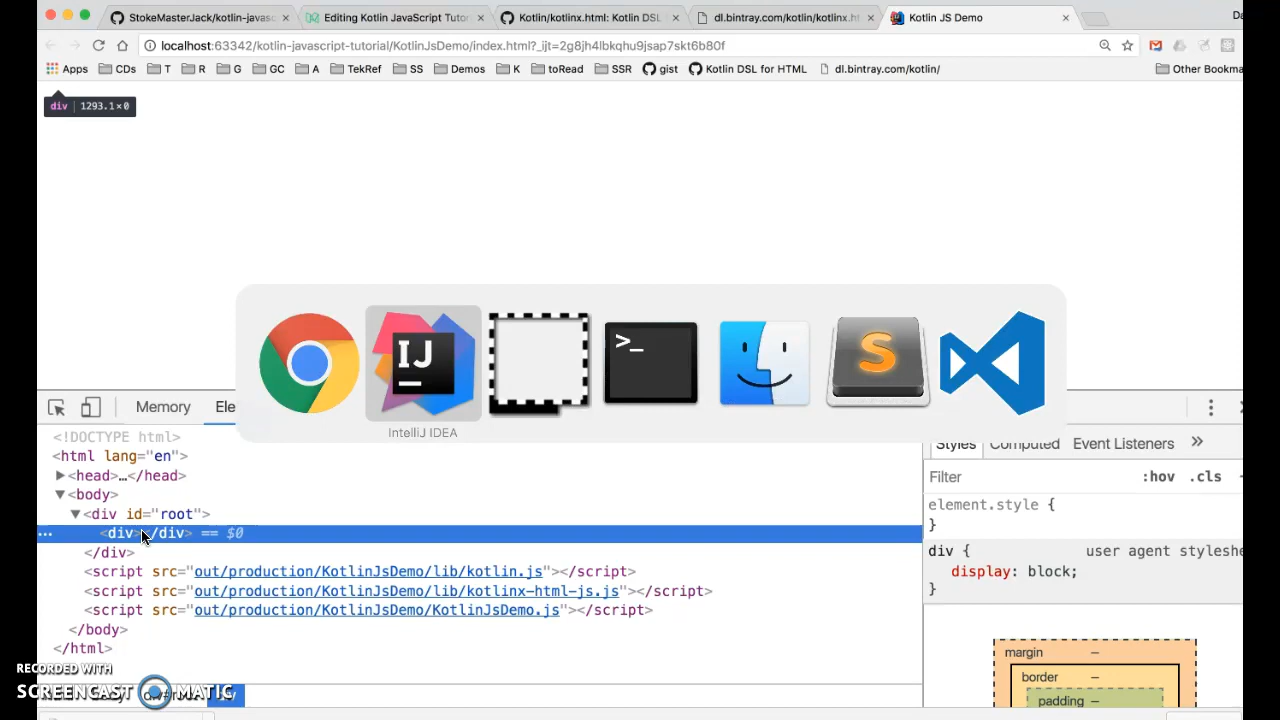 StokeMasterJack/kotlin-javasc
Editing Kotlin JavaScript Tutor
Kotlin/kotlinx.html: Kotlin DSL
dl.bintray.com/kotlin/kotlinx.ht
Kotlin JS Demo
Da
localhost:63342/kotlin-javascript-tutorial/KotlinJsDemo/index.html?_ijt=2g8jh4lbkqhu9jsap7skt6b80f
Apps CDs T R G GC A TekRef SS Demos K toRead SSR gist Kotlin DSL for HTML dl.bintray.com/kotlin/ Other Bookma
div | 1293.1×0
IJ
>_
S
IntelliJ IDEA
Memory Ele
<!DOCTYPE html>
<html lang="en">
<head>…</head>
<body>
<div id="root">
… <div></div> == $0
</div>
<script src="out/production/KotlinJsDemo/lib/kotlin.js"></script>
<script src="out/production/KotlinJsDemo/lib/kotlinx-html-js.js"></script>
<script src="out/production/KotlinJsDemo/KotlinJsDemo.js"></script>
</body>
</html>
Styles Computed Event Listeners »
Filter :hov .cls
element.style {
}
div { user agent styleshe
display: block;
}
margin –
border –
padding –
RECORDED WITH
SCREENCAST MATIC